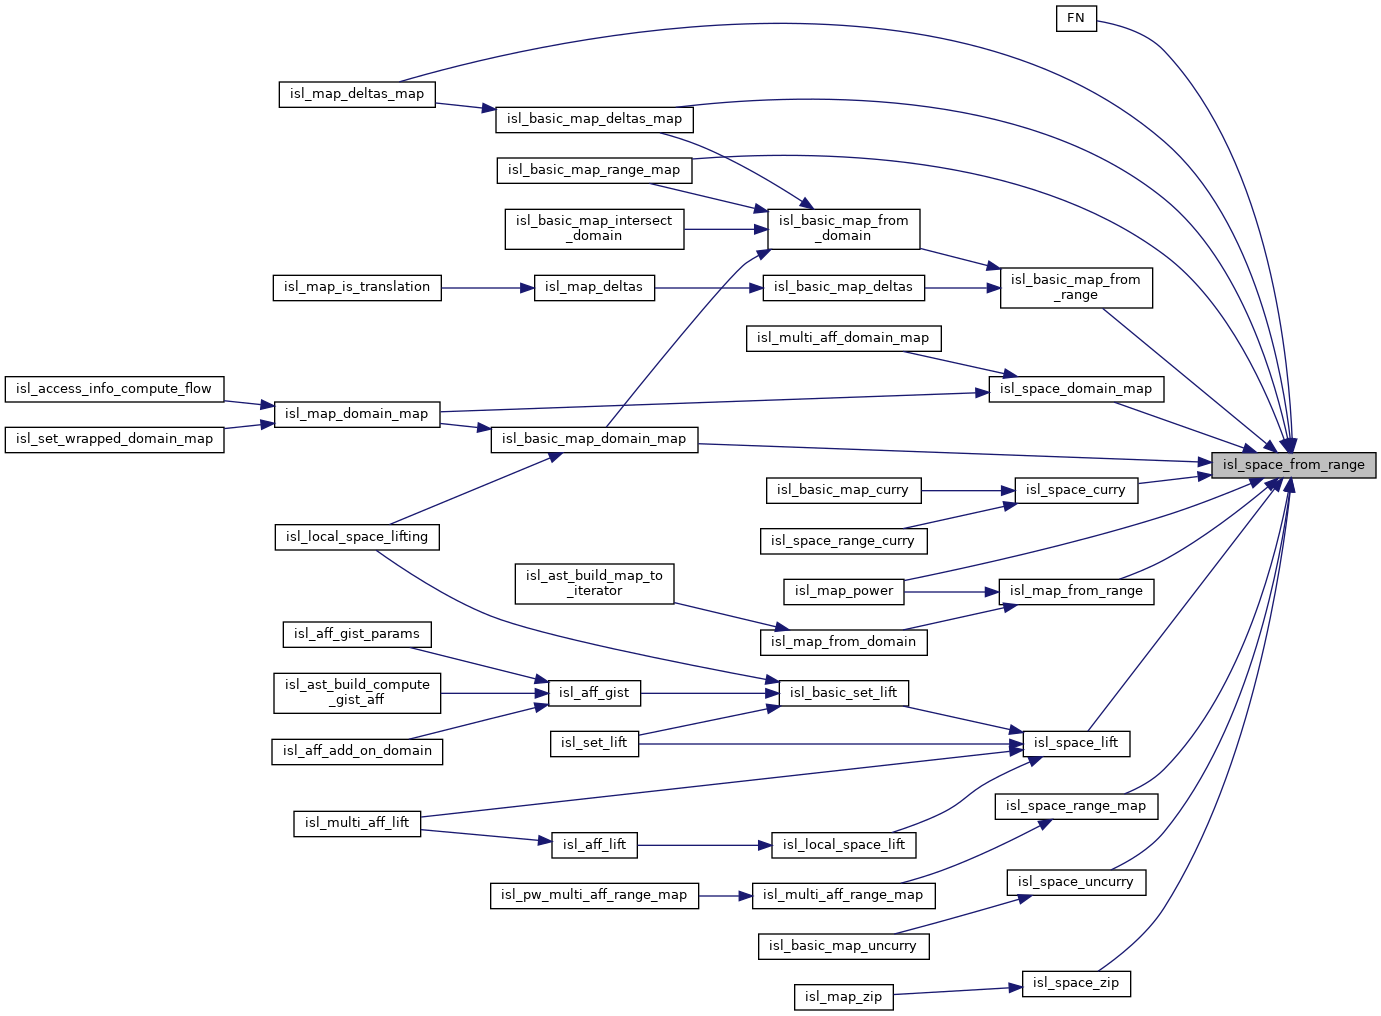 FN
isl_map_deltas_map
isl_basic_map_deltas_map
isl_basic_map_range_map
isl_basic_map_intersect
_domain
isl_basic_map_from
_domain
isl_map_is_translation
isl_map_deltas
isl_basic_map_deltas
isl_basic_map_from
_range
isl_multi_aff_domain_map
isl_access_info_compute_flow
isl_space_domain_map
isl_map_domain_map
isl_set_wrapped_domain_map
isl_basic_map_domain_map
isl_space_from_range
isl_basic_map_curry
isl_space_curry
isl_local_space_lifting
isl_space_range_curry
isl_ast_build_map_to
_iterator
isl_map_power
isl_map_from_range
isl_aff_gist_params
isl_map_from_domain
isl_ast_build_compute
_gist_aff
isl_aff_gist
isl_basic_set_lift
isl_aff_add_on_domain
isl_set_lift
isl_space_lift
isl_space_range_map
isl_multi_aff_lift
isl_aff_lift
isl_local_space_lift
isl_space_uncurry
isl_pw_multi_aff_range_map
isl_multi_aff_range_map
isl_basic_map_uncurry
isl_space_zip
isl_map_zip